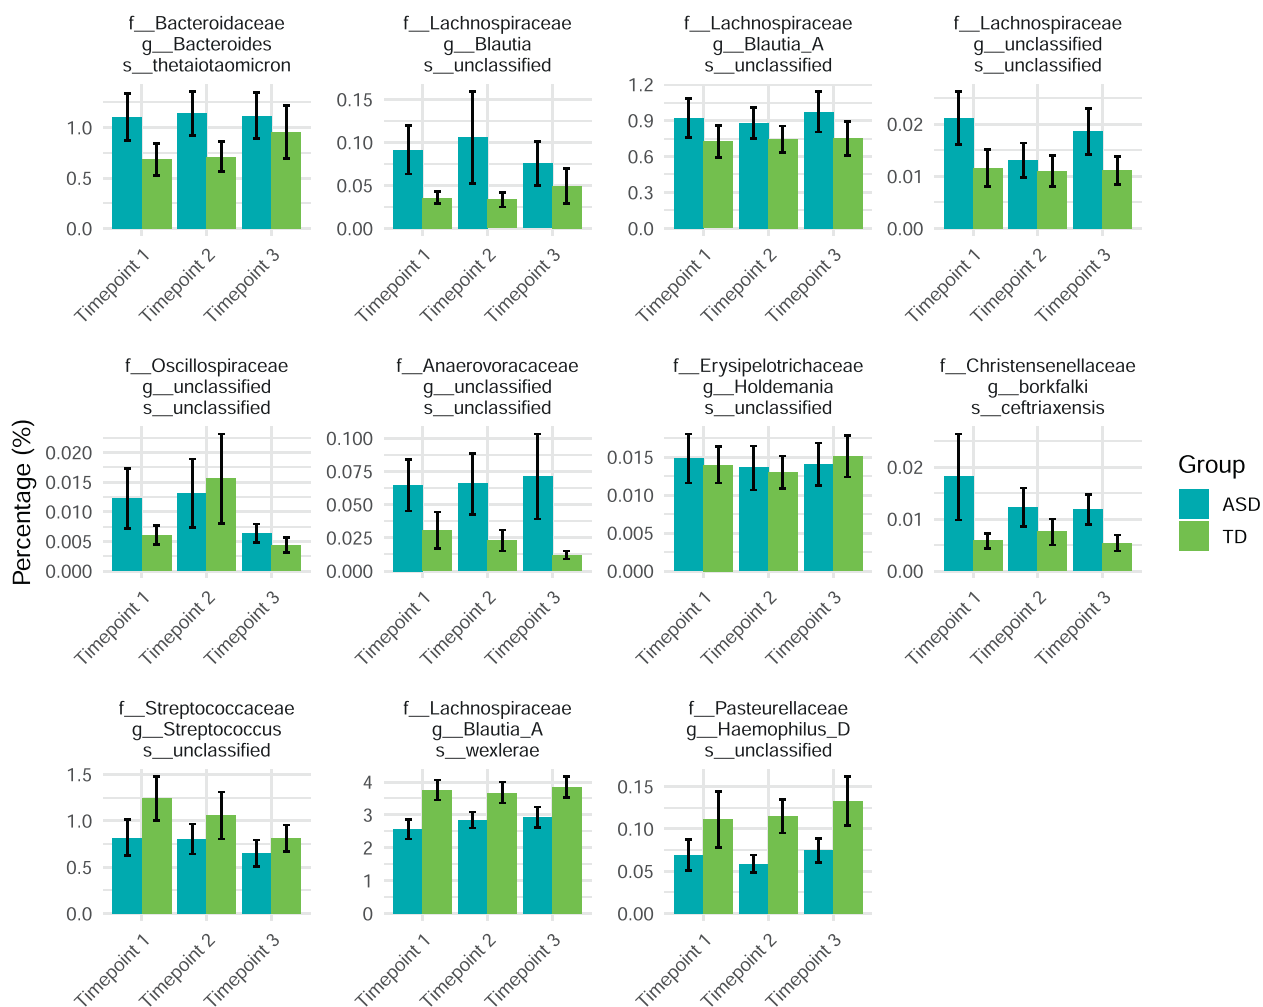 f__Bacteroidaceae
g__Bacteroides
s__thetaiotaomicron
f__Lachnospiraceae
g__Blautia
s__unclassified
f__Lachnospiraceae
g__Blautia_A
s__unclassified
f__Lachnospiraceae
g__unclassified
s__unclassified
1.0
0.5
0.0
Timepoint 1
Timepoint 2
Timepoint 3
0.15
0.10
0.05
0.00
Timepoint 1
Timepoint 2
Timepoint 3
1.2
0.9
0.6
0.3
0.0
Timepoint 1
Timepoint 2
Timepoint 3
0.02
0.01
0.00
Timepoint 1
Timepoint 2
Timepoint 3
Percentage (%)
f__Oscillospiraceae
g__unclassified
s__unclassified
0.020
0.015
0.010
0.005
0.000
Timepoint 1
Timepoint 2
Timepoint 3
f__Anaerovoracaceae
g__unclassified
s__unclassified
0.100
0.075
0.050
0.025
0.000
Timepoint 1
Timepoint 2
Timepoint 3
f__Erysipelotrichaceae
g__Holdemania
s__unclassified
0.015
0.010
0.005
0.000
Timepoint 1
Timepoint 2
Timepoint 3
f__Christensenellaceae
g__borkfalki
s__ceftriaxensis
0.02
0.01
0.00
Timepoint 1
Timepoint 2
Timepoint 3
Group
ASD
TD
f__Streptococcaceae
g__Streptococcus
s__unclassified
1.5
1.0
0.5
0.0
Timepoint 1
Timepoint 2
Timepoint 3
f__Lachnospiraceae
g__Blautia_A
s__wexlerae
4
3
2
1
0
Timepoint 1
Timepoint 2
Timepoint 3
f__Pasteurellaceae
g__Haemophilus_D
s__unclassified
0.15
0.10
0.05
0.00
Timepoint 1
Timepoint 2
Timepoint 3